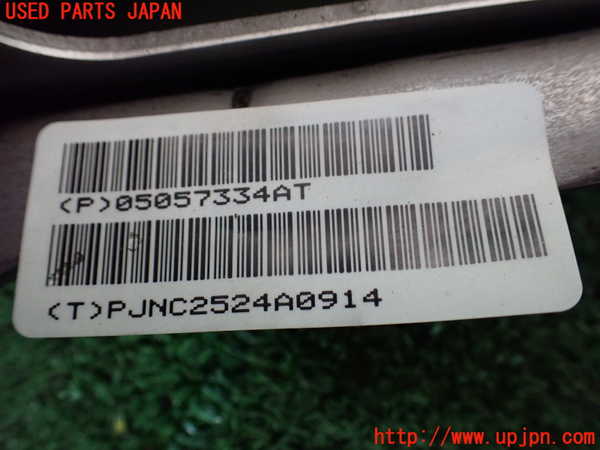 USED PARTS JAPAN
(P)05057334AT
(T)PJNC2524A0914
http://www.upjpn.com/